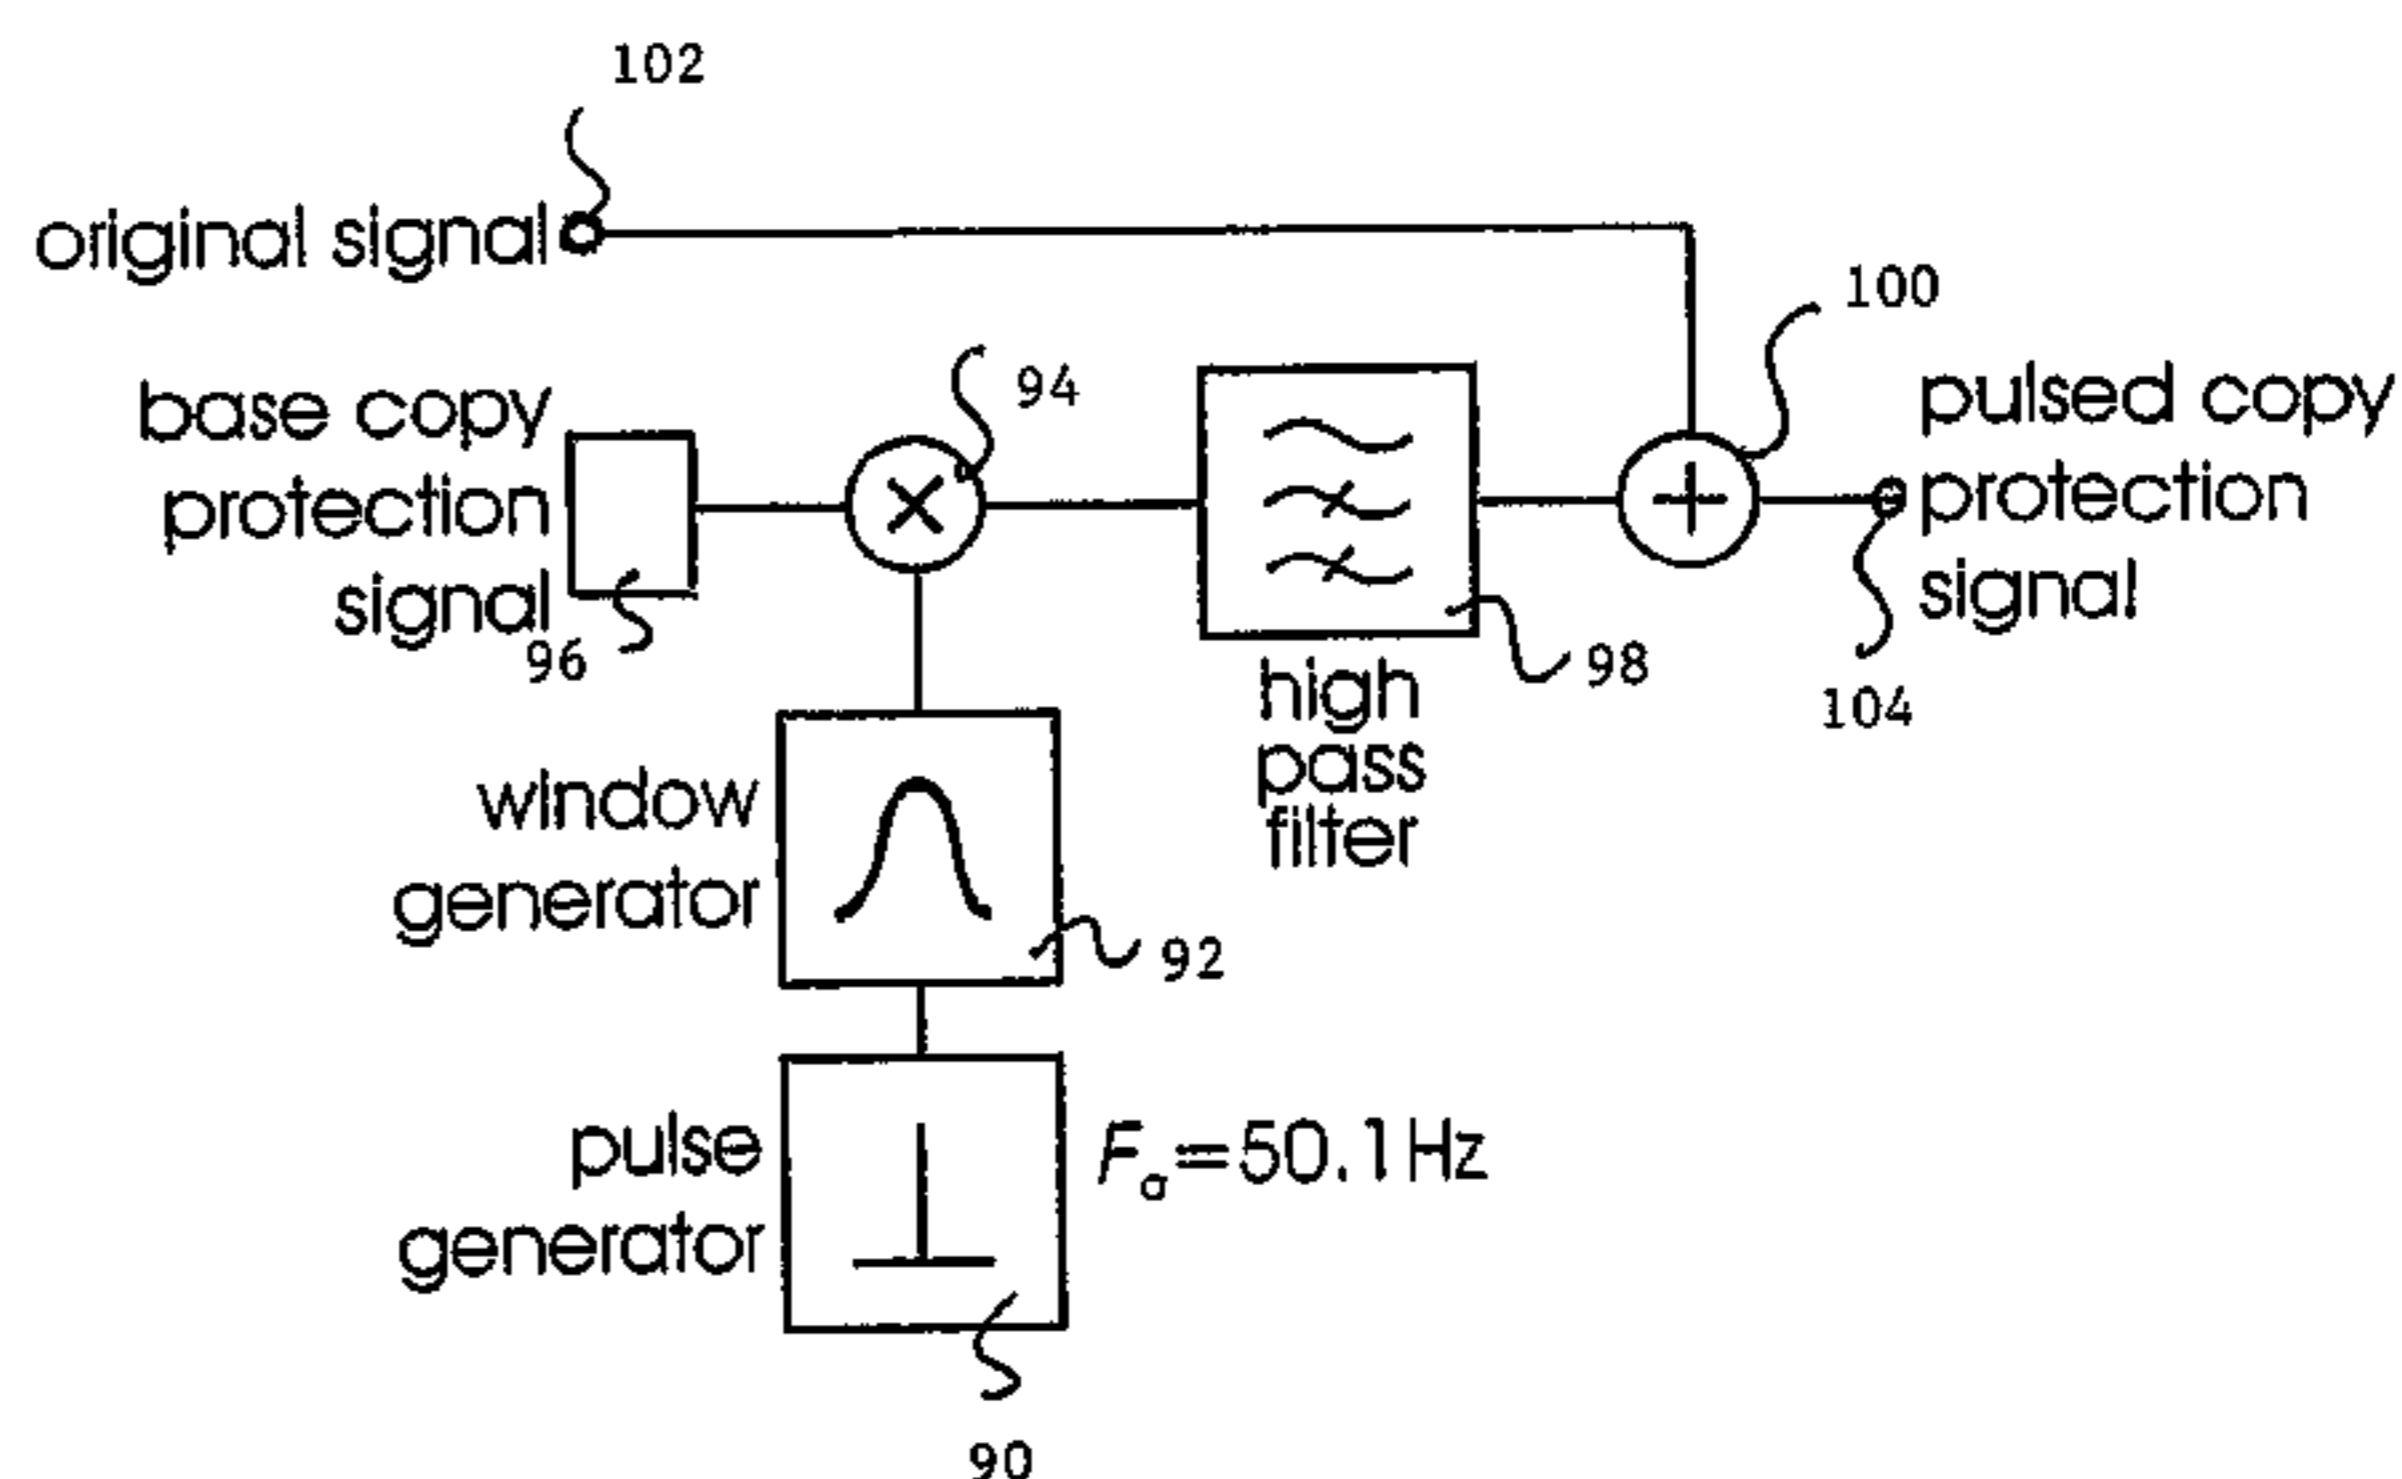 102
original signal
100
94
base copy
protection
signal
96
pulsed copy
protection
signal
98
104
high
pass
filter
window
generator
92
pulse
generator
Fa=50.1Hz
90